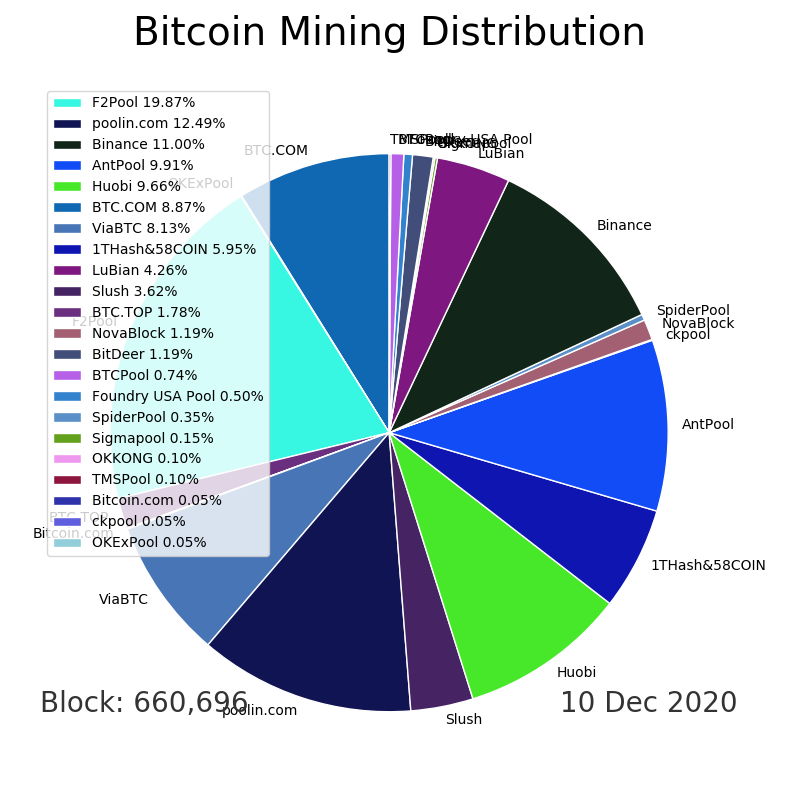 Bitcoin Mining Distribution
F2Pool 19.87%
poolin.com 12.49%
Binance 11.00%
AntPool 9.91%
Huobi 9.66%
BTC.COM 8.87%
ViaBTC 8.13%
1THash&58COIN 5.95%
LuBian 4.26%
Slush 3.62%
BTC.TOP 1.78%
NovaBlock 1.19%
BitDeer 1.19%
BTCPool 0.74%
Foundry USA Pool 0.50%
SpiderPool 0.35%
Sigmapool 0.15%
OKKONG 0.10%
TMSPool 0.10%
Bitcoin.com 0.05%
ckpool 0.05%
OKExPool 0.05%
BTC.COM
OKExPool
F2Pool
BTC.TOP
Bitcoin.com
ViaBTC
poolin.com
Slush
Huobi
1THash&58COIN
AntPool
ckpool
NovaBlock
SpiderPool
Binance
LuBian
USA Pool
Block: 660,696
10 Dec 2020